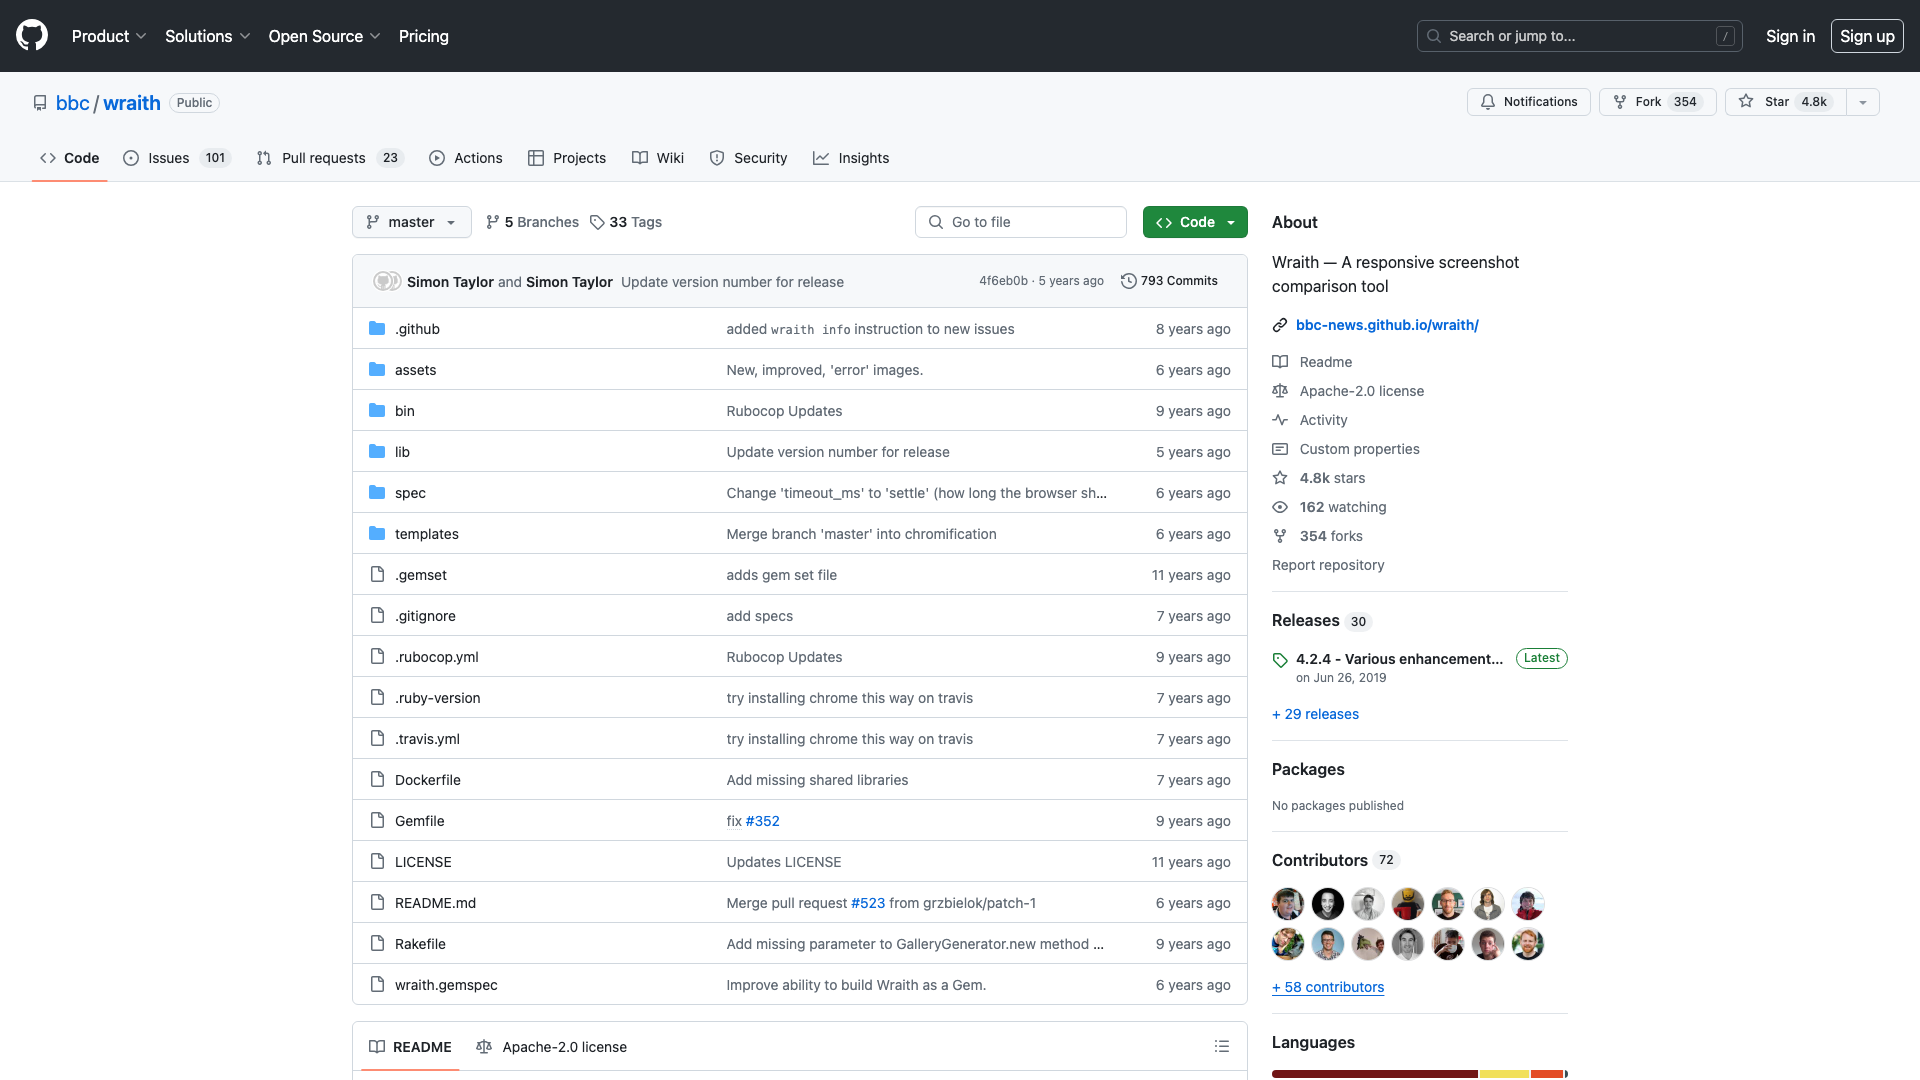 Product Solutions Open Source Pricing Search or jump to... / Sign in Sign up
bbc / wraith Public Notifications Fork 354 Star 4.8k
Code Issues 101 Pull requests 23 Actions Projects Wiki Security Insights
master 5 Branches 33 Tags Go to file Code
Simon Taylor and Simon Taylor Update version number for release 4f6eb0b · 5 years ago 793 Commits
.github added wraith info instruction to new issues 8 years ago
assets New, improved, 'error' images. 6 years ago
bin Rubocop Updates 9 years ago
lib Update version number for release 5 years ago
spec Change 'timeout_ms' to 'settle' (how long the browser sh... 6 years ago
templates Merge branch 'master' into chromification 6 years ago
.gemset adds gem set file 11 years ago
.gitignore add specs 7 years ago
.rubocop.yml Rubocop Updates 9 years ago
.ruby-version try installing chrome this way on travis 7 years ago
.travis.yml try installing chrome this way on travis 7 years ago
Dockerfile Add missing shared libraries 7 years ago
Gemfile fix #352 9 years ago
LICENSE Updates LICENSE 11 years ago
README.md Merge pull request #523 from grzbielok/patch-1 6 years ago
Rakefile Add missing parameter to GalleryGenerator.new method ... 9 years ago
wraith.gemspec Improve ability to build Wraith as a Gem. 6 years ago
README Apache-2.0 license
About
Wraith — A responsive screenshot
comparison tool
bbc-news.github.io/wraith/
Readme
Apache-2.0 license
Activity
Custom properties
4.8k stars
162 watching
354 forks
Report repository
Releases 30
4.2.4 - Various enhancement... Latest
on Jun 26, 2019
+ 29 releases
Packages
No packages published
Contributors 72
+ 58 contributors
Languages